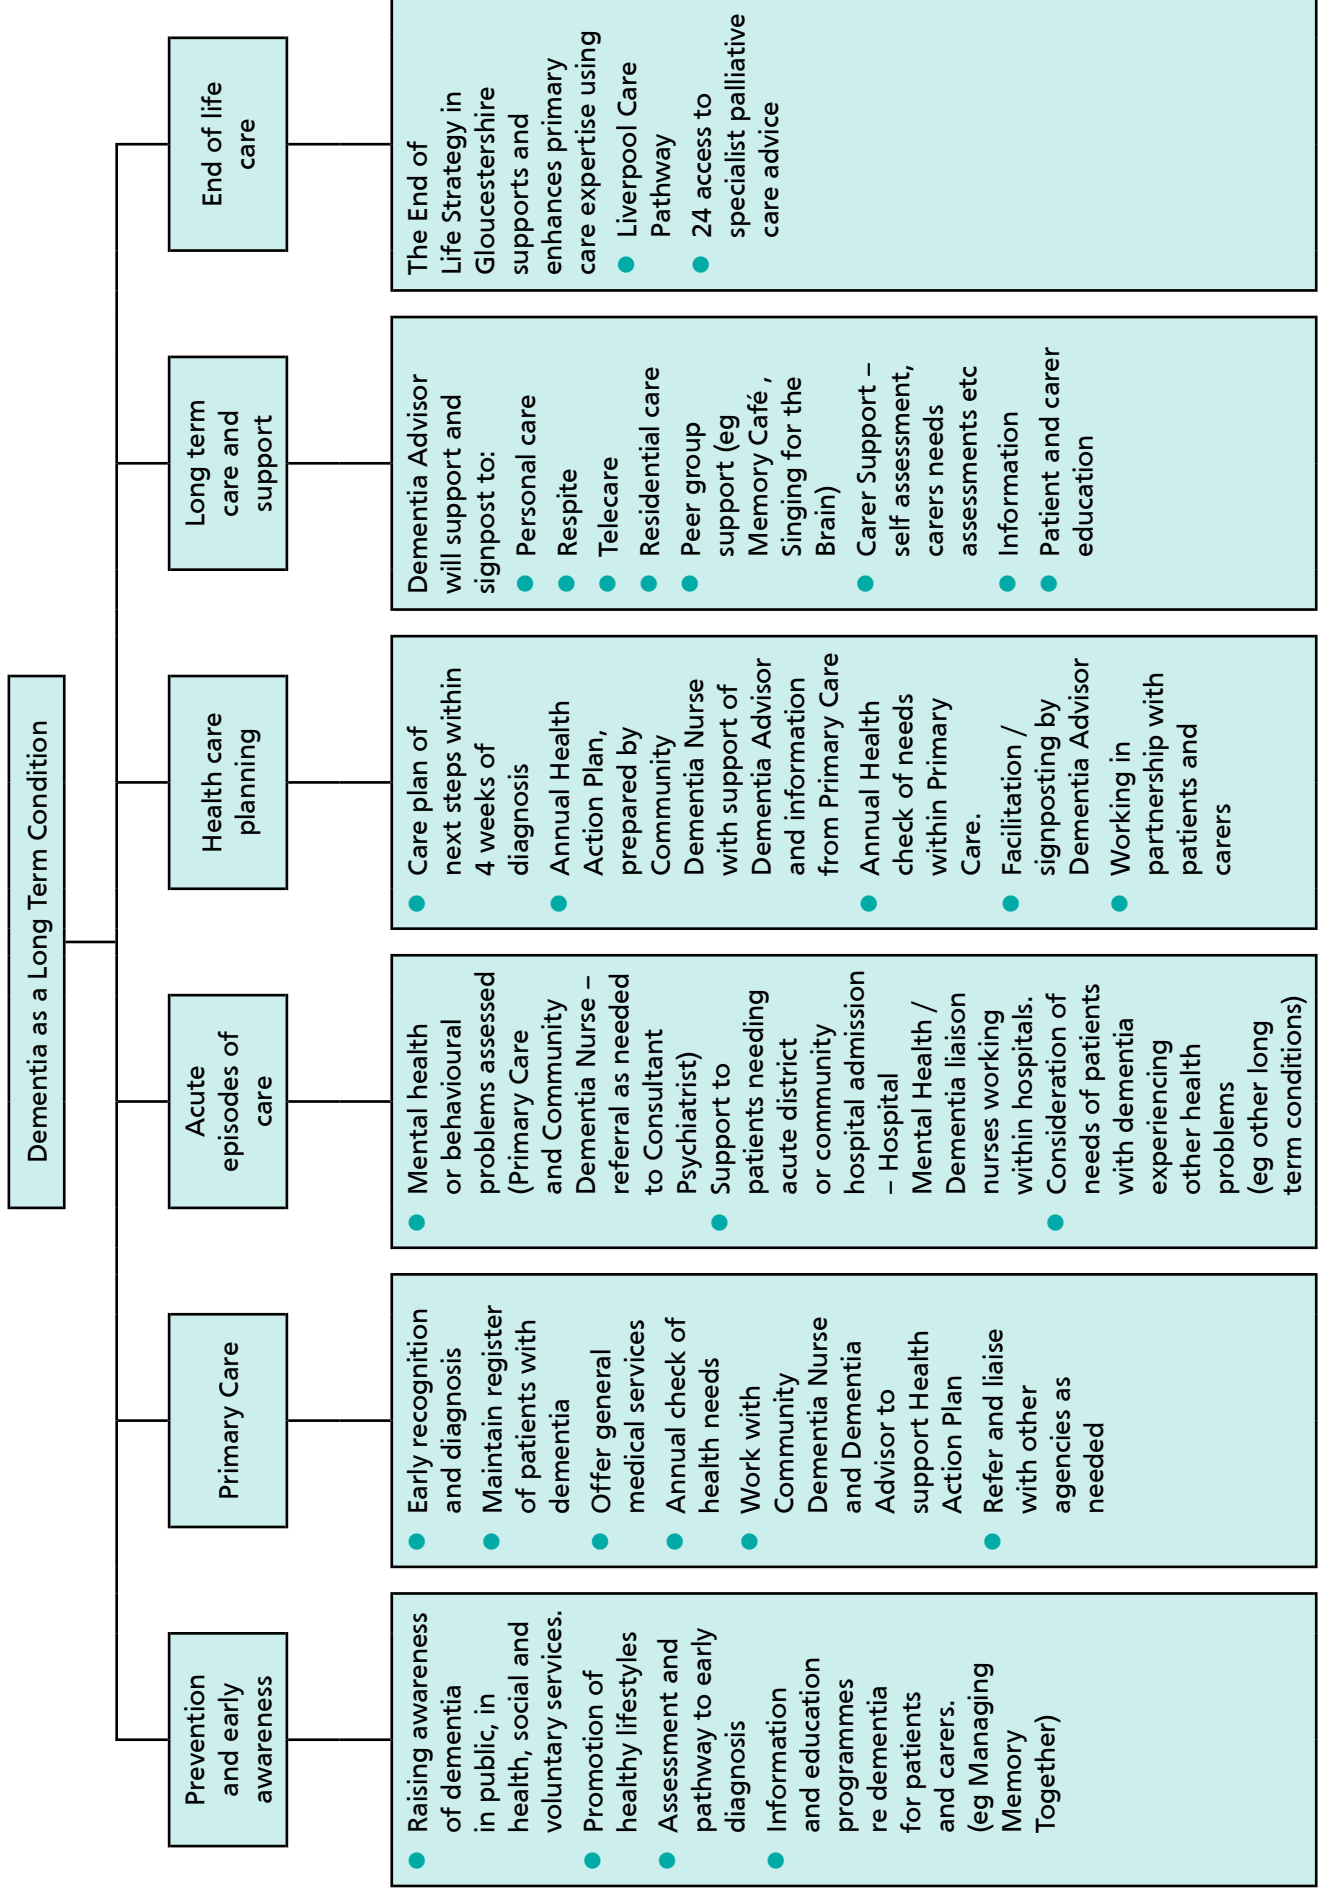 Dementia as a Long Term Condition
Prevention
and early
awareness
● Raising awareness
of dementia
in public, in
health, social and
voluntary services.
● Promotion of
healthy lifestyles
● Assessment and
pathway to early
diagnosis
● Information
and education
programmes
re dementia
for patients
and carers.
(eg Managing
Memory
Together)
Primary Care
● Early recognition
and diagnosis
● Maintain register
of patients with
dementia
● Offer general
medical services
● Annual check of
health needs
● Work with
Community
Dementia Nurse
and Dementia
Advisor to
support Health
Action Plan
● Refer and liaise
with other
agencies as
needed
Acute
episodes of
care
● Mental health
or behavioural
problems assessed
(Primary Care
and Community
Dementia Nurse –
referral as needed
to Consultant
Psychiatrist)
● Support to
patients needing
acute district
or community
hospital admission
– Hospital
Mental Health /
Dementia liaison
nurses working
within hospitals.
● Consideration of
needs of patients
with dementia
experiencing
other health
problems
(eg other long
term conditions)
Health care
planning
● Care plan of
next steps within
4 weeks of
diagnosis
● Annual Health
Action Plan,
prepared by
Community
Dementia Nurse
with support of
Dementia Advisor
and information
from Primary Care
● Annual Health
check of needs
within Primary
Care.
● Facilitation /
signposting by
Dementia Advisor
● Working in
partnership with
patients and
carers
Long term
care and
support
Dementia Advisor
will support and
signpost to:
● Personal care
● Respite
● Telecare
● Residential care
● Peer group
support (eg
Memory Café ,
Singing for the
Brain)
● Carer Support –
self assessment,
carers needs
assessments etc
● Information
● Patient and carer
education
End of life
care
The End of
Life Strategy in
Gloucestershire
supports and
enhances primary
care expertise using
● Liverpool Care
Pathway
● 24 access to
specialist palliative
care advice